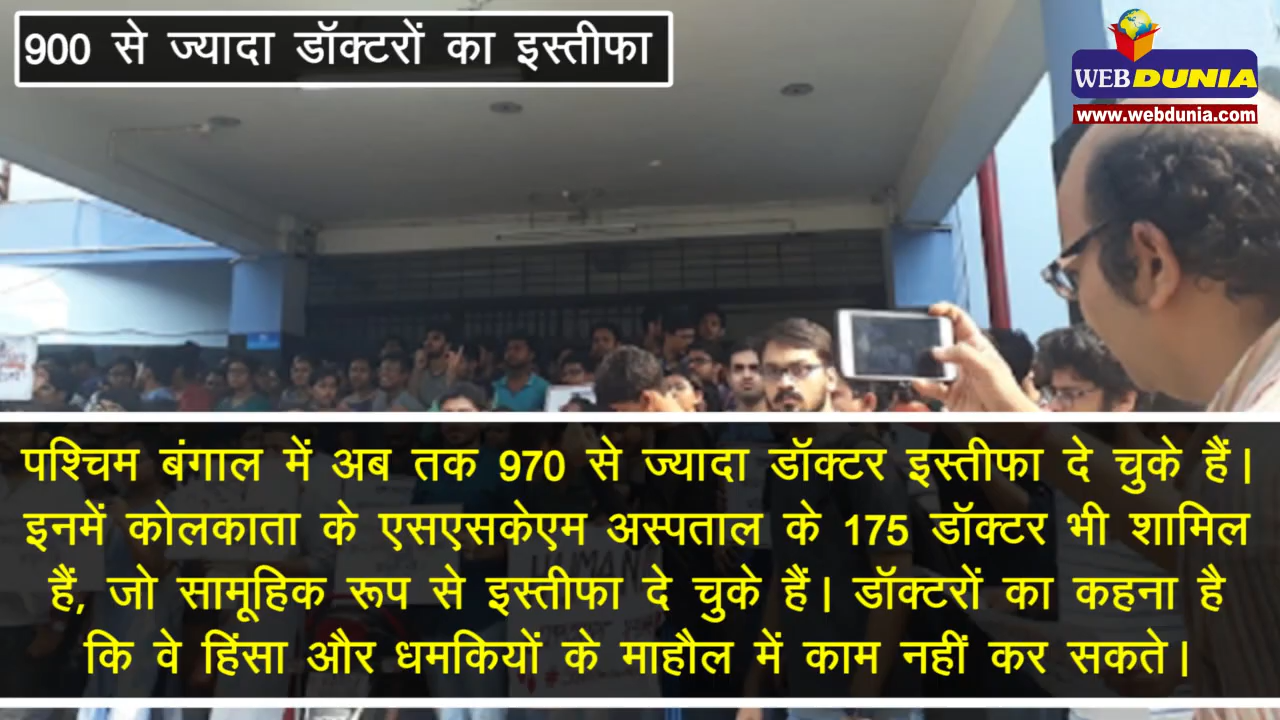 900 से ज्यादा डॉक्टरों का इस्तीफा
WEBDUNIA
www.webdunia.com
पश्चिम बंगाल में अब तक 970 से ज्यादा डॉक्टर इस्तीफा दे चुके हैं।
इनमें कोलकाता के एसएसकेएम अस्पताल के 175 डॉक्टर भी शामिल
हैं, जो सामूहिक रूप से इस्तीफा दे चुके हैं। डॉक्टरों का कहना है
कि वे हिंसा और धमकियों के माहौल में काम नहीं कर सकते।